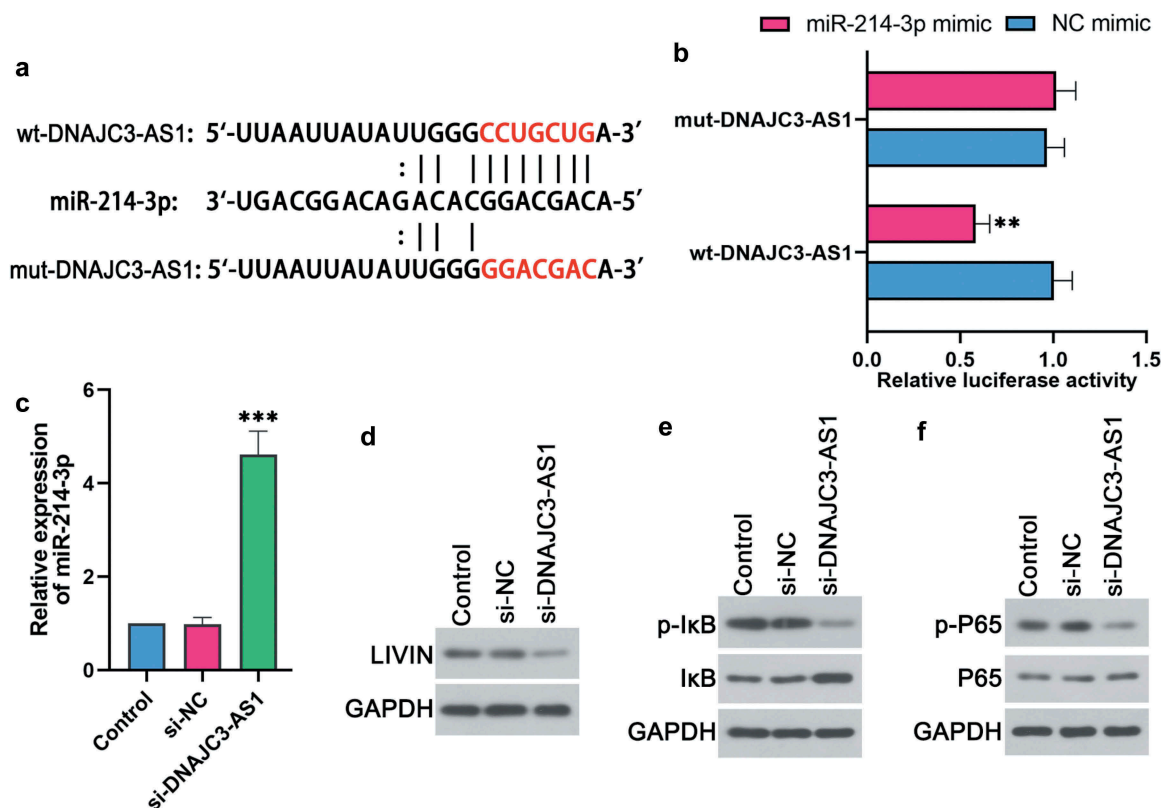 a
wt-DNAJC3-AS1: 5‘-UUAAUUAUAUUGGGCCUGCUGA-3′
miR-214-3p: 3‘-UGACGGACAGACACGGACGACA-5′
mut-DNAJC3-AS1: 5‘-UUAAUUAUAUUGGGGGACGACA-3′
miR-214-3p mimic NC mimic
b
mut-DNAJC3-AS1
**
wt-DNAJC3-AS1
0.0 0.5 1.0 1.5
Relative luciferase activity
c
Relative expression
of miR-214-3p
6
4
2
0
***
Control
si-NC
si-DNAJC3-AS1
d
Control
si-NC
si-DNAJC3-AS1
LIVIN
GAPDH
e
Control
si-NC
si-DNAJC3-AS1
p-IκB
IκB
GAPDH
f
Control
si-NC
si-DNAJC3-AS1
p-P65
P65
GAPDH